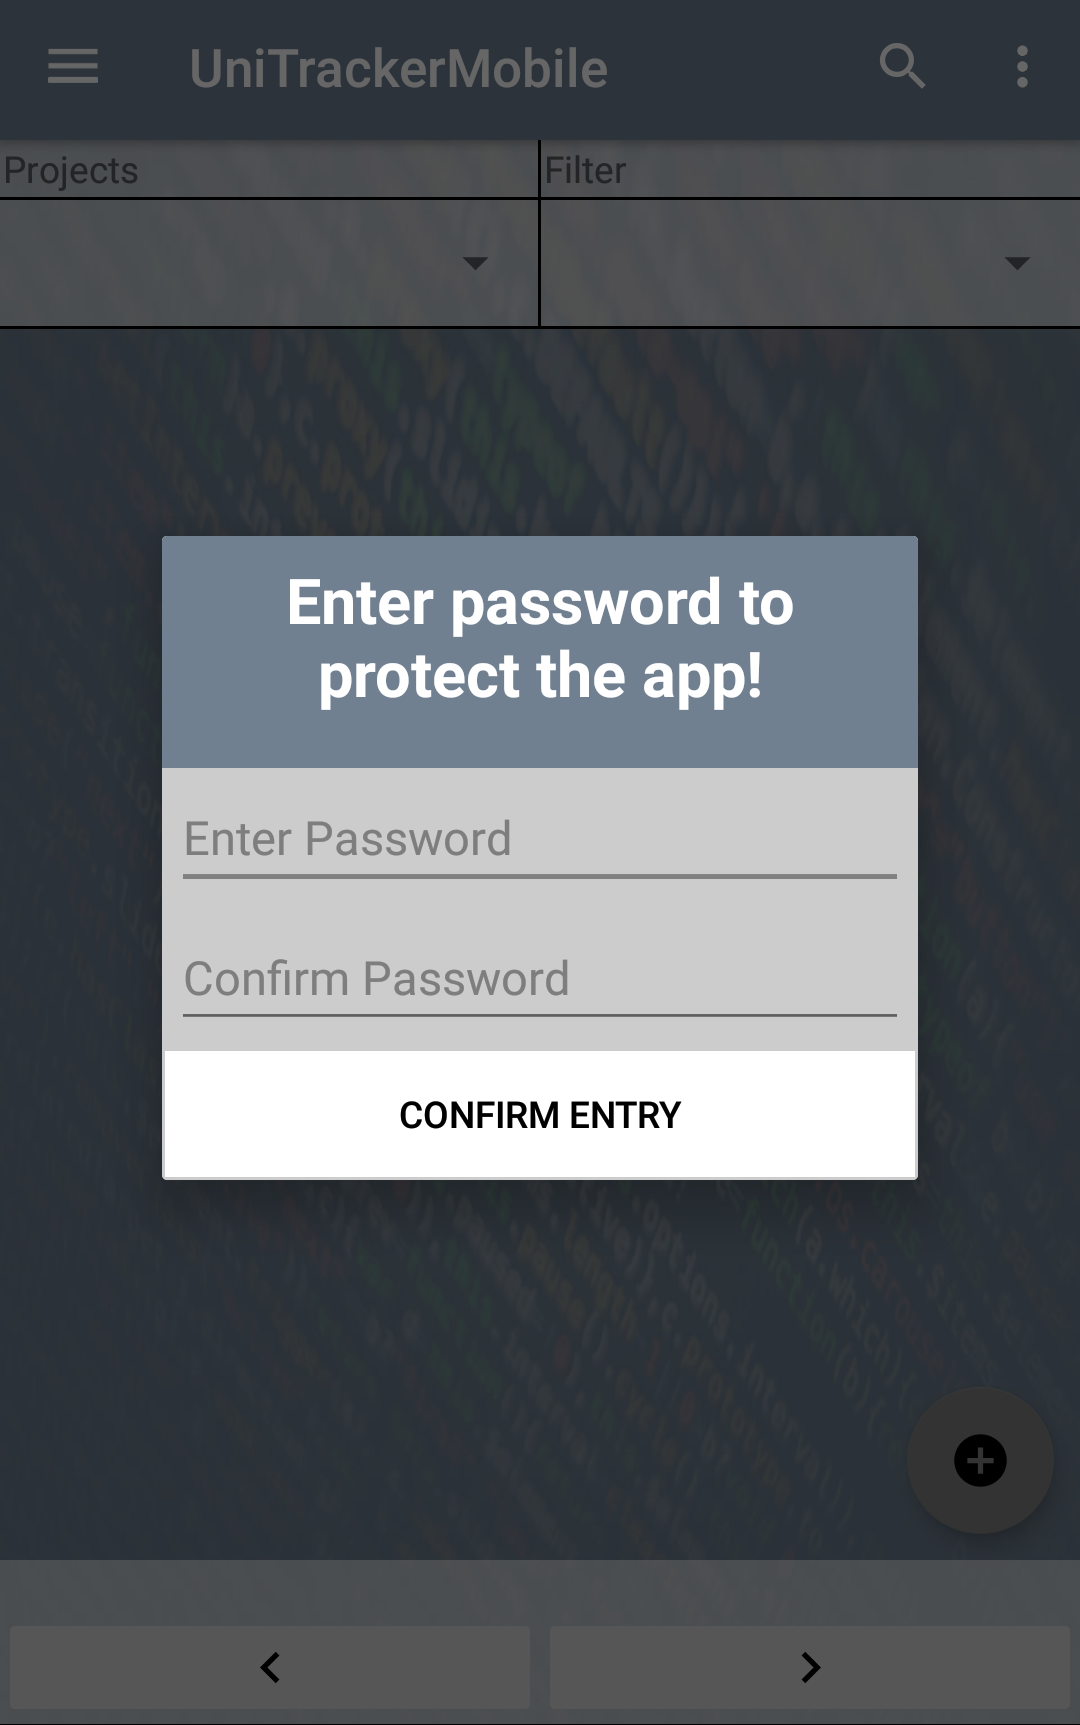 UniTrackerMobile
Projects
Filter
Enter password to
protect the app!
Enter Password
Confirm Password
CONFIRM ENTRY